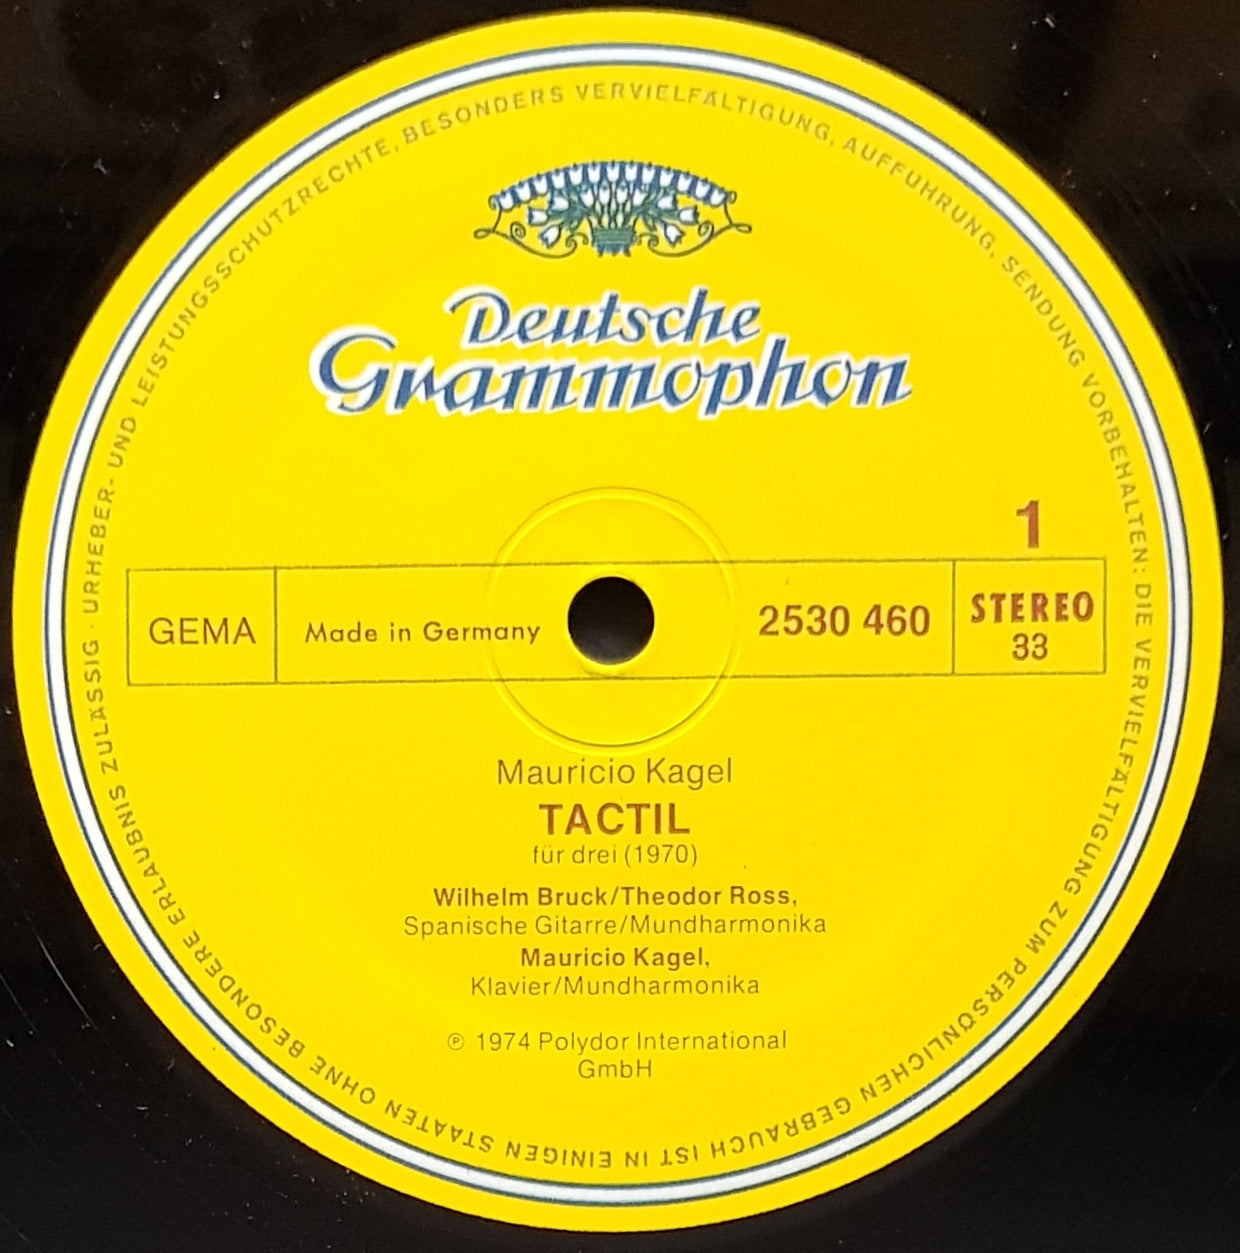 URHEBER- UND LEISTUNGSSCHUTZRECHTE, BESONDERS VERVIELFÄLTIGUNG, AUFFÜHRUNG, SENDUNG VORBEHALTEN; DIE VERVIELFÄLTIGUNG ZUM PERSÖNLICHEN GEBRAUCH IST IN EINIGEN STAATEN OHNE BESONDERE ERLAUBNIS ZULÄSSIG ·
Deutsche
Grammophon
1
GEMA
Made in Germany
2530 460
STEREO
33
Mauricio Kagel
TACTIL
für drei (1970)
Wilhelm Bruck/Theodor Ross,
Spanische Gitarre/Mundharmonika
Mauricio Kagel,
Klavier/Mundharmonika
℗ 1974 Polydor International
GmbH